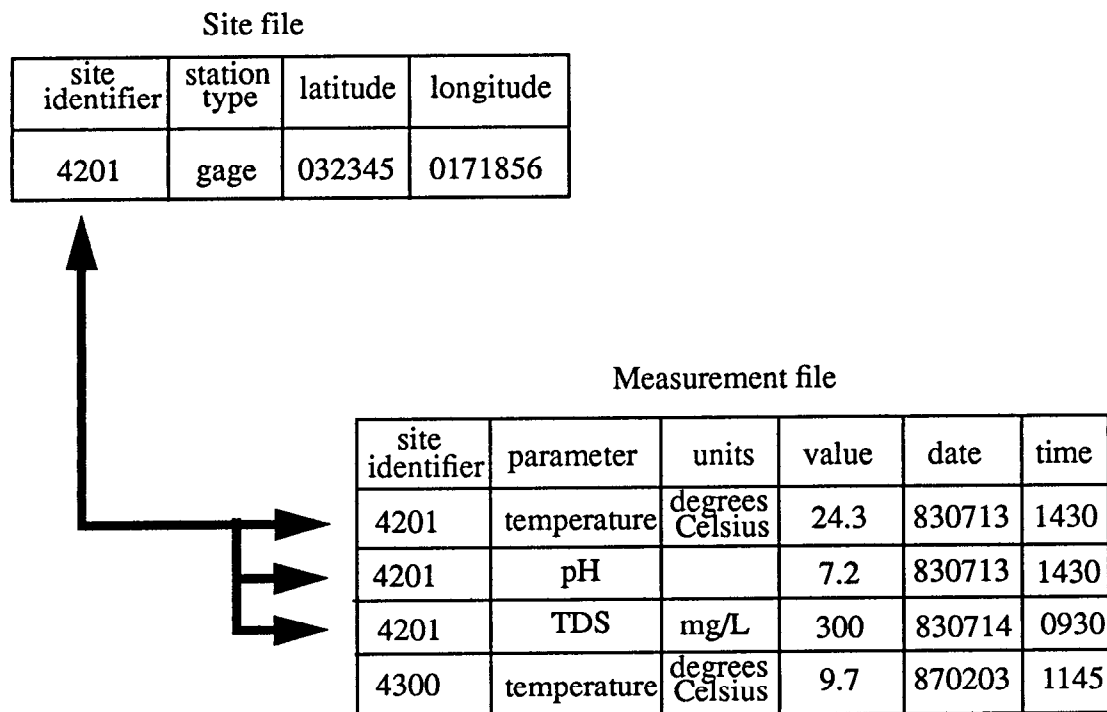 Site file
site identifier station type latitude longitude
4201 gage 032345 0171856
Measurement file
site identifier parameter units value date time
4201 temperature degrees Celsius 24.3 830713 1430
4201 pH 7.2 830713 1430
4201 TDS mg/L 300 830714 0930
4300 temperature degrees Celsius 9.7 870203 1145